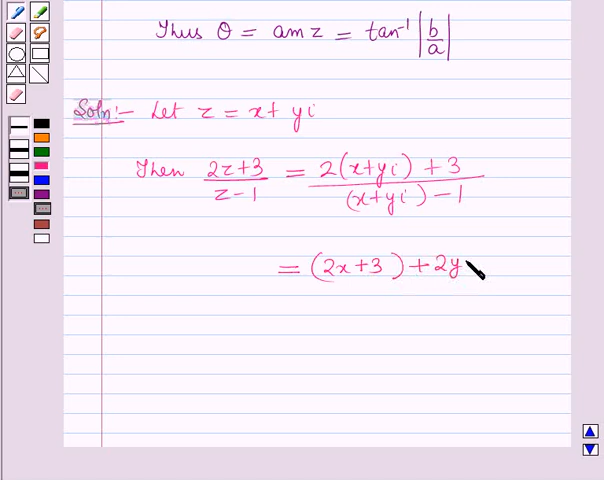 Thus θ = am z = tan⁻¹ |b/a|
Soln:- Let z = x + yi
Then (2z+3)/(z-1) = (2(x+yi) + 3)/((x+yi) - 1)
= (2x+3) + 2y